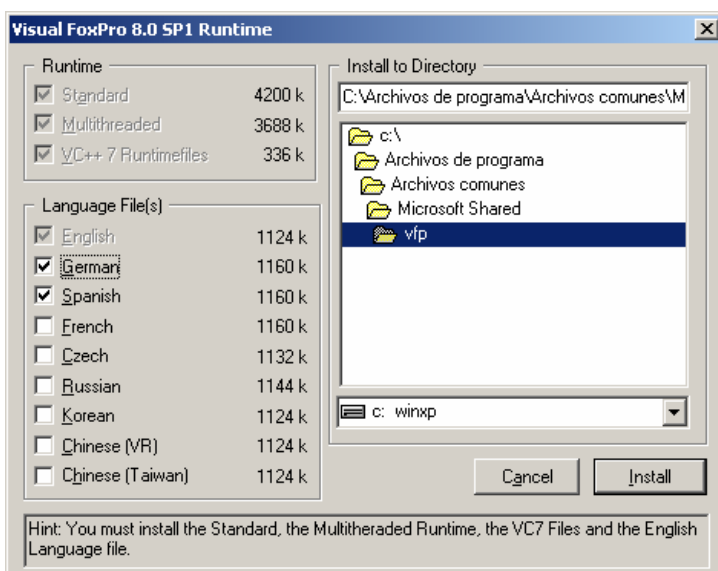 Visual FoxPro 8.0 SP1 Runtime
Runtime
Standard 4200 k
Multithreaded 3688 k
VC++ 7 Runtimefiles 336 k
Language File(s)
English 1124 k
German 1160 k
Spanish 1160 k
French 1160 k
Czech 1132 k
Russian 1144 k
Korean 1124 k
Chinese (VR) 1124 k
Chinese (Taiwan) 1124 k
Install to Directory
C:\Archivos de programa\Archivos comunes\M
c:\
Archivos de programa
Archivos comunes
Microsoft Shared
vfp
c: winxp
Cancel
Install
Hint: You must install the Standard, the Multitheraded Runtime, the VC7 Files and the English
Language file.